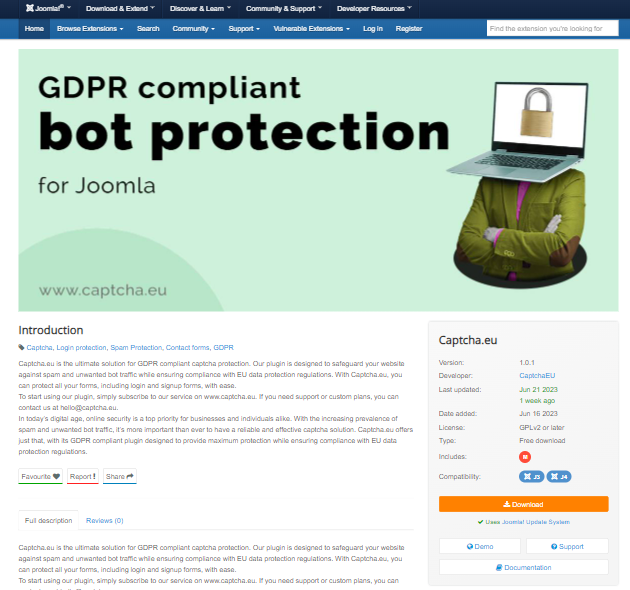 Joomla!® Download & Extend Discover & Learn Community & Support Developer Resources
Home Browse Extensions Search Community Support Vulnerable Extensions Log in Register Find the extension you're looking for
GDPR compliant
bot protection
for Joomla
www.captcha.eu
Introduction
Captcha, Login protection, Spam Protection, Contact forms, GDPR
Captcha.eu is the ultimate solution for GDPR compliant captcha protection. Our plugin is designed to safeguard your website
against spam and unwanted bot traffic while ensuring compliance with EU data protection regulations. With Captcha.eu, you
can protect all your forms, including login and signup forms, with ease.
To start using our plugin, simply subscribe to our service on www.captcha.eu. If you need support or custom plans, you can
contact us at hello@captcha.eu.
In today's digital age, online security is a top priority for businesses and individuals alike. With the increasing prevalence of
spam and unwanted bot traffic, it's more important than ever to have a reliable and effective captcha solution. Captcha.eu offers
just that, with its GDPR compliant plugin designed to provide maximum protection while ensuring compliance with EU data
protection regulations.
Favourite Report ! Share
Full description Reviews (0)
Captcha.eu is the ultimate solution for GDPR compliant captcha protection. Our plugin is designed to safeguard your website
against spam and unwanted bot traffic while ensuring compliance with EU data protection regulations. With Captcha.eu, you
can protect all your forms, including login and signup forms, with ease.
To start using our plugin, simply subscribe to our service on www.captcha.eu. If you need support or custom plans, you can
Captcha.eu
Version: 1.0.1
Developer: CaptchaEU
Last updated: Jun 21 2023
1 week ago
Date added: Jun 16 2023
License: GPLv2 or later
Type: Free download
Includes: M
Compatibility: J3 J4
Download
Uses Joomla! Update System
Demo Support
Documentation